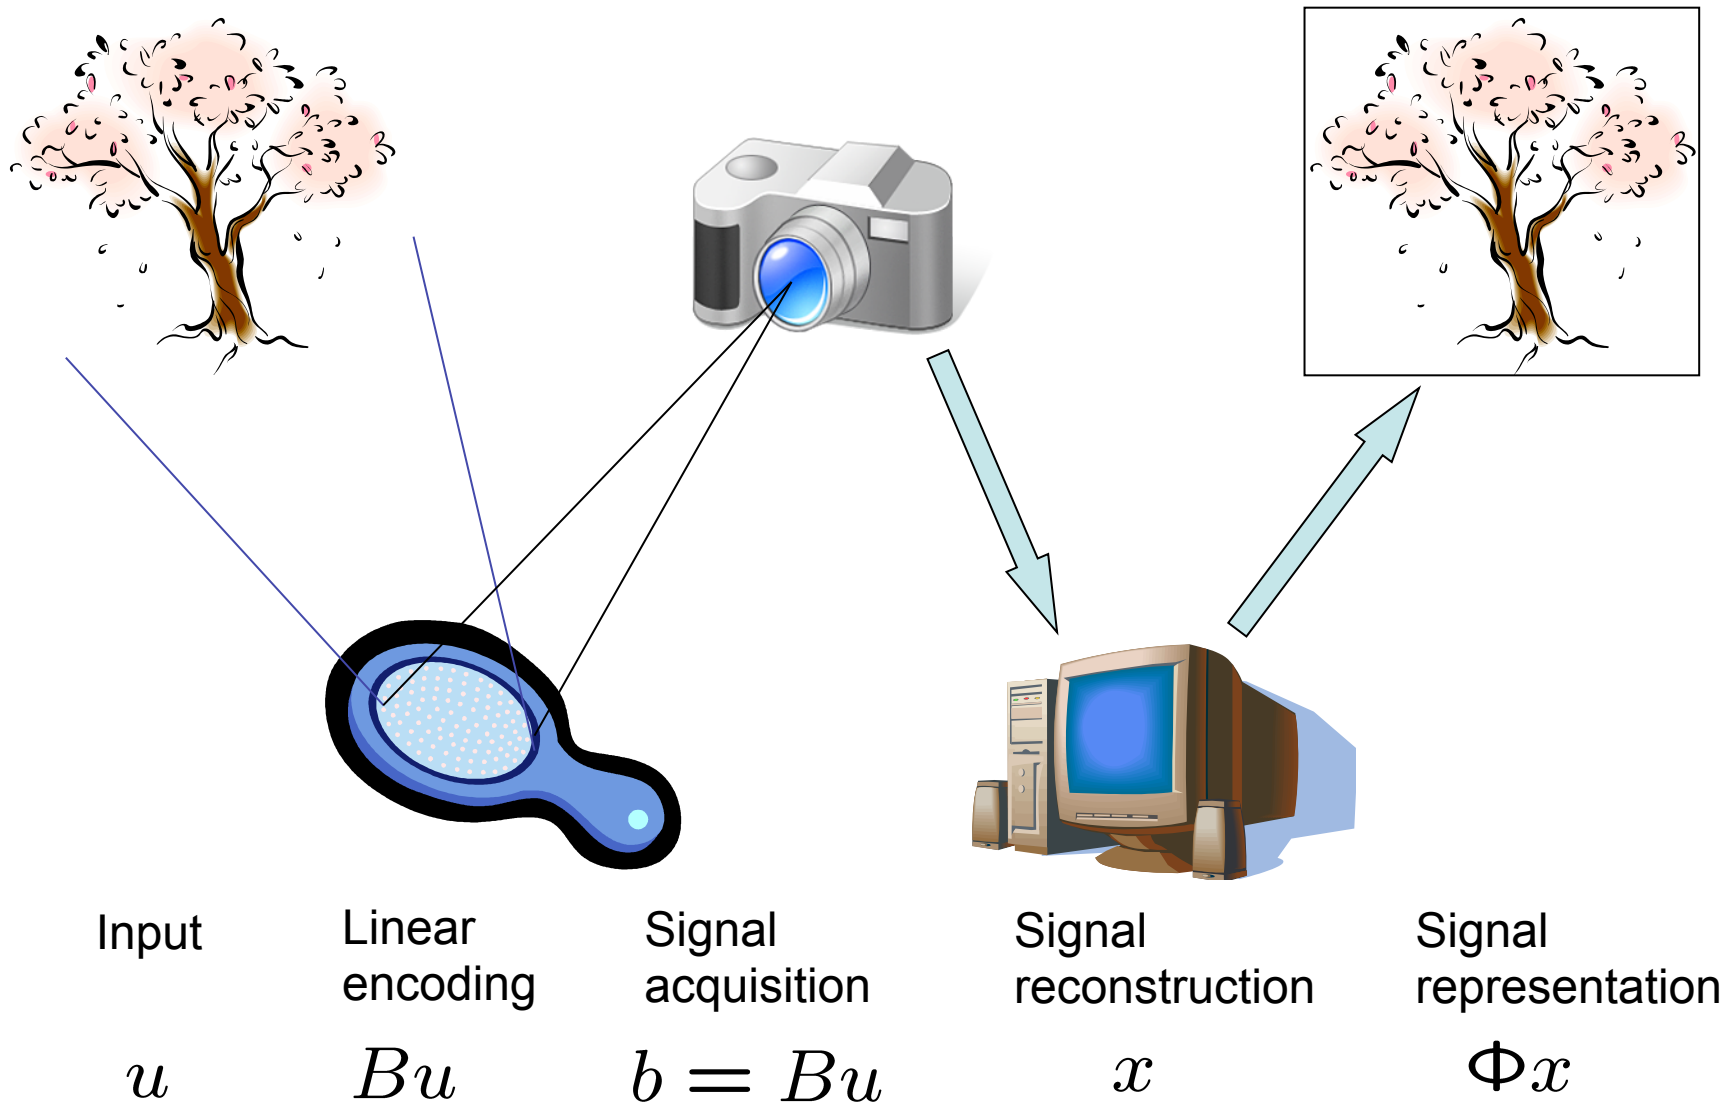 Input
Linear
encoding
Signal
acquisition
Signal
reconstruction
Signal
representation
u
Bu
b = Bu
x
Φx